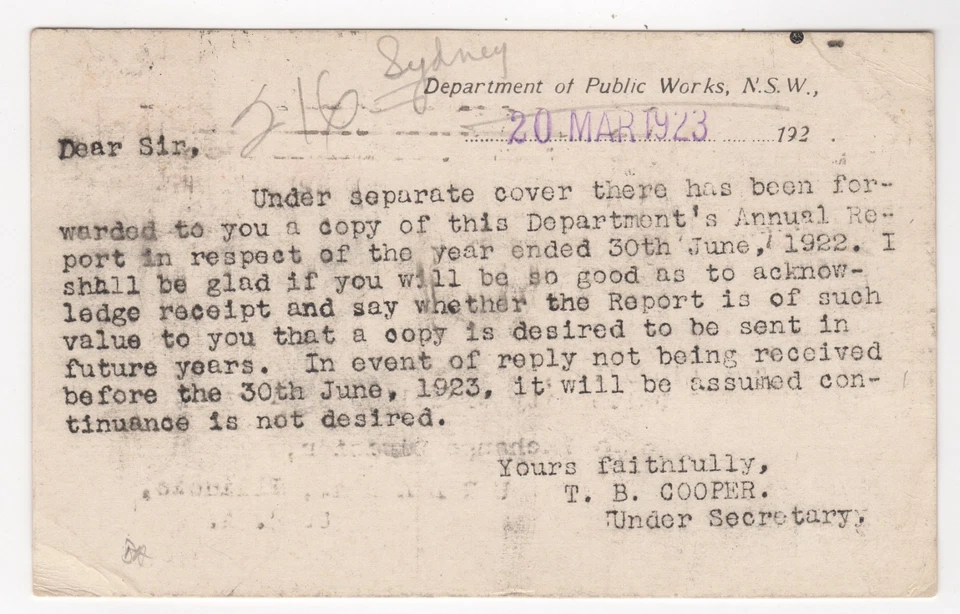 Sydney
216
Department of Public Works, N.S.W.,
20 MAR 1923 192 .
Dear Sir,
Under separate cover there has been for-
warded to you a copy of this Department's Annual Re-
port in respect of the year ended 30th June, 1922. I
shall be glad if you will be so good as to acknow-
ledge receipt and say whether the Report is of such
value to you that a copy is desired to be sent in
future years. In event of reply not being received
before the 30th June, 1923, it will be assumed con-
tinuance is not desired.
Yours faithfully,
T. B. COOPER.
Under Secretary.